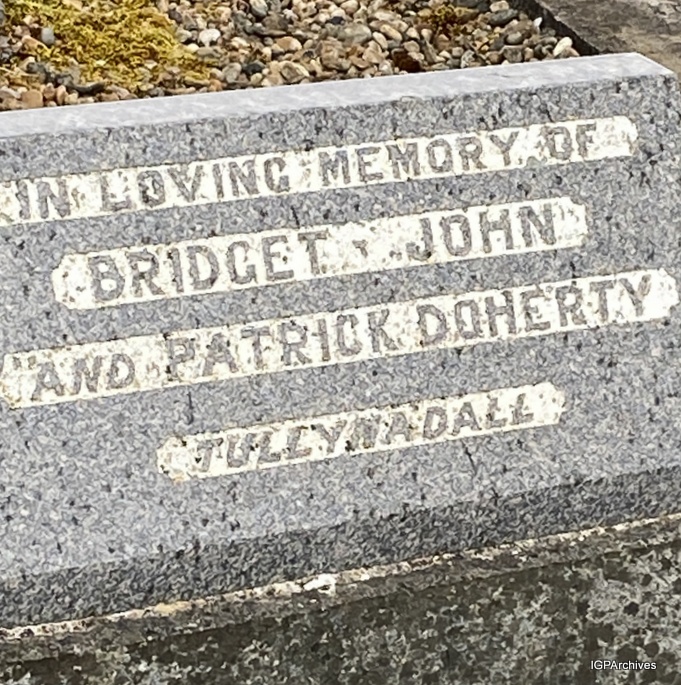 IN LOVING MEMORY OF
BRIDGET, JOHN
AND PATRICK DOHERTY
TULLYNADALL
IGPArchives